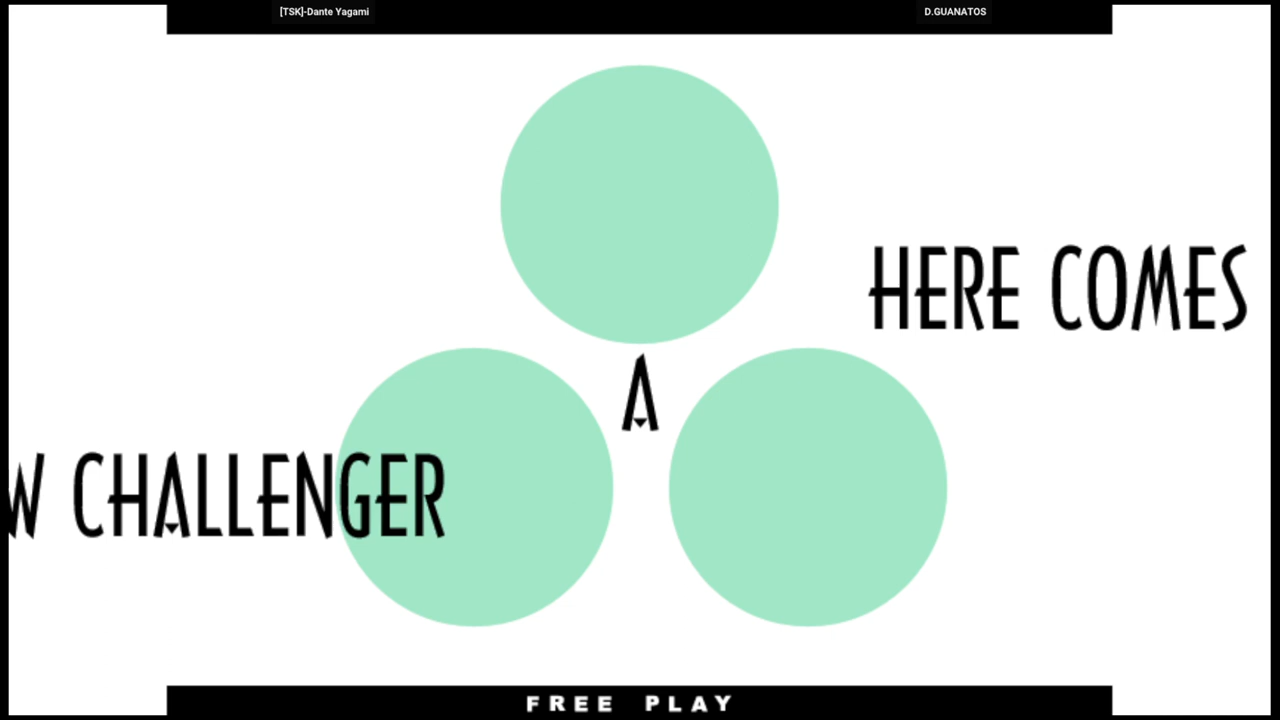 [TSK]-Dante Yagami
D.GUANATOS
HERE COMES
A
W CHALLENGER
FREE PLAY